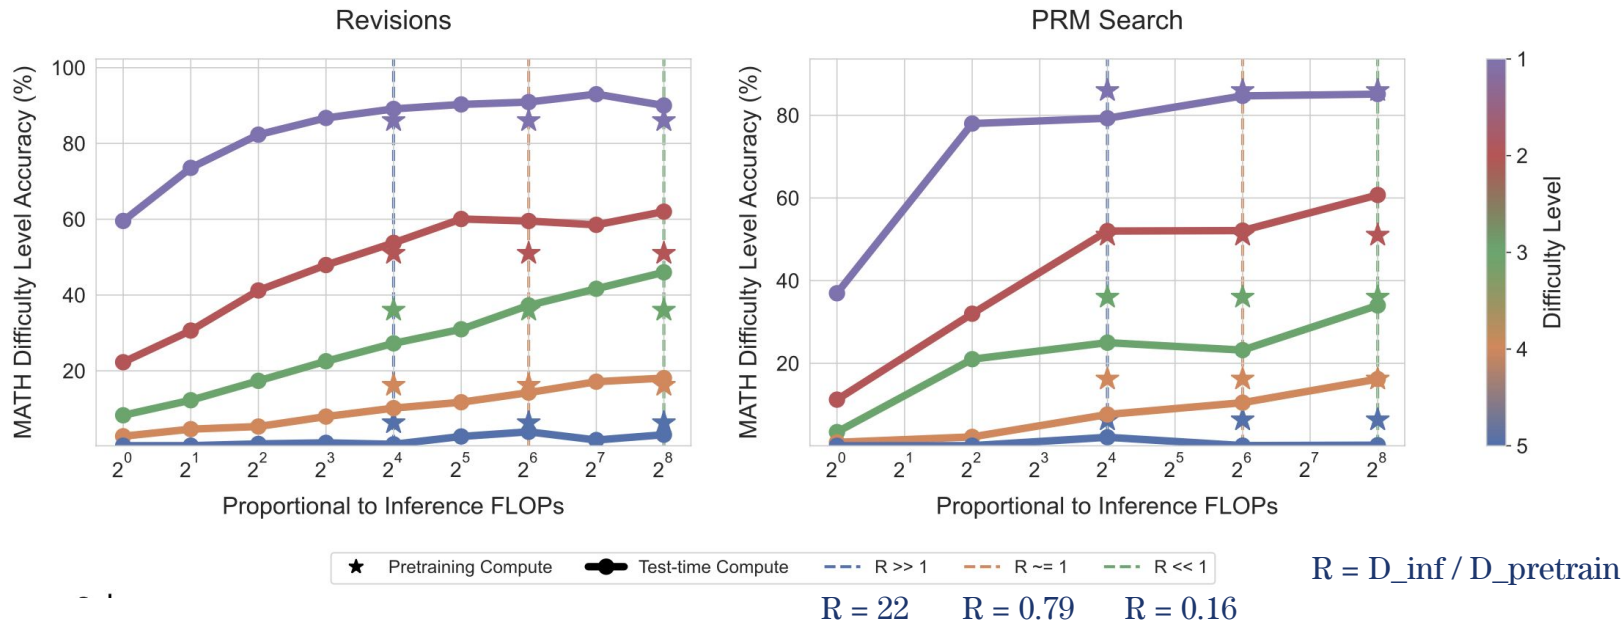 Revisions
PRM Search
MATH Difficulty Level Accuracy (%)
100
80
60
40
20
2^0 2^1 2^2 2^3 2^4 2^5 2^6 2^7 2^8
Proportional to Inference FLOPs
MATH Difficulty Level Accuracy (%)
80
60
40
20
2^0 2^1 2^2 2^3 2^4 2^5 2^6 2^7 2^8
Proportional to Inference FLOPs
1
2
3
4
5
Difficulty Level
Pretraining Compute Test-time Compute R >> 1 R ~= 1 R << 1
R = D_inf / D_pretrain
R = 22 R = 0.79 R = 0.16